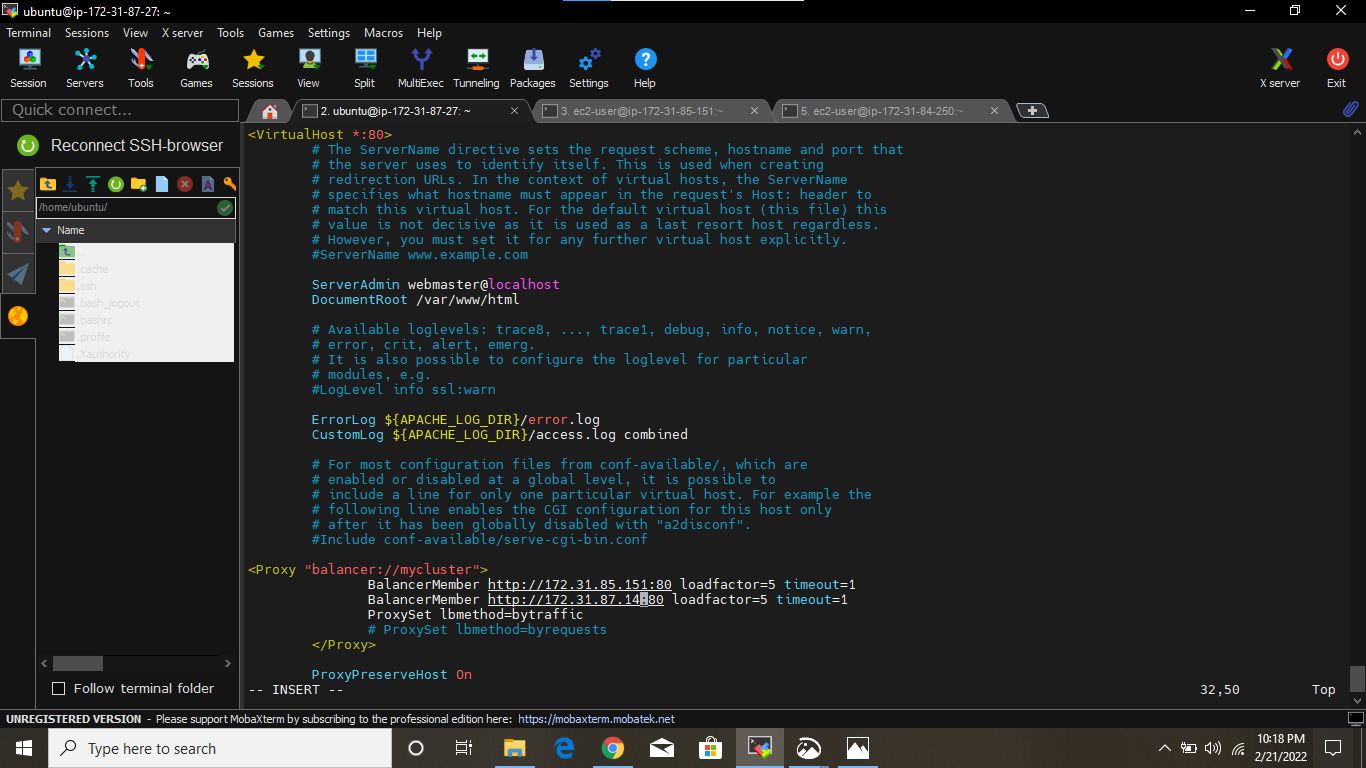 ubuntu@ip-172-31-87-27: ~
Terminal Sessions View X server Tools Games Settings Macros Help
Session Servers Tools Games Sessions View Split MultiExec Tunneling Packages Settings Help X server Exit
Quick connect...
2. ubuntu@ip-172-31-87-27: ~
3. ec2-user@ip-172-31-85-151:~
5. ec2-user@ip-172-31-84-250:~
Reconnect SSH-browser
/home/ubuntu/
Name
..
.cache
.ssh
.bash_logout
.bashrc
.profile
.Xauthority
Follow terminal folder
<VirtualHost *:80>
# The ServerName directive sets the request scheme, hostname and port that
# the server uses to identify itself. This is used when creating
# redirection URLs. In the context of virtual hosts, the ServerName
# specifies what hostname must appear in the request's Host: header to
# match this virtual host. For the default virtual host (this file) this
# value is not decisive as it is used as a last resort host regardless.
# However, you must set it for any further virtual host explicitly.
#ServerName www.example.com
ServerAdmin webmaster@localhost
DocumentRoot /var/www/html
# Available loglevels: trace8, ..., trace1, debug, info, notice, warn,
# error, crit, alert, emerg.
# It is also possible to configure the loglevel for particular
# modules, e.g.
#LogLevel info ssl:warn
ErrorLog ${APACHE_LOG_DIR}/error.log
CustomLog ${APACHE_LOG_DIR}/access.log combined
# For most configuration files from conf-available/, which are
# enabled or disabled at a global level, it is possible to
# include a line for only one particular virtual host. For example the
# following line enables the CGI configuration for this host only
# after it has been globally disabled with "a2disconf".
#Include conf-available/serve-cgi-bin.conf
<Proxy "balancer://mycluster">
BalancerMember http://172.31.85.151:80 loadfactor=5 timeout=1
BalancerMember http://172.31.87.14:80 loadfactor=5 timeout=1
ProxySet lbmethod=bytraffic
# ProxySet lbmethod=byrequests
</Proxy>
ProxyPreserveHost On
-- INSERT -- 32,50 Top
UNREGISTERED VERSION - Please support MobaXterm by subscribing to the professional edition here: https://mobaxterm.mobatek.net
Type here to search
10:18 PM
2/21/2022